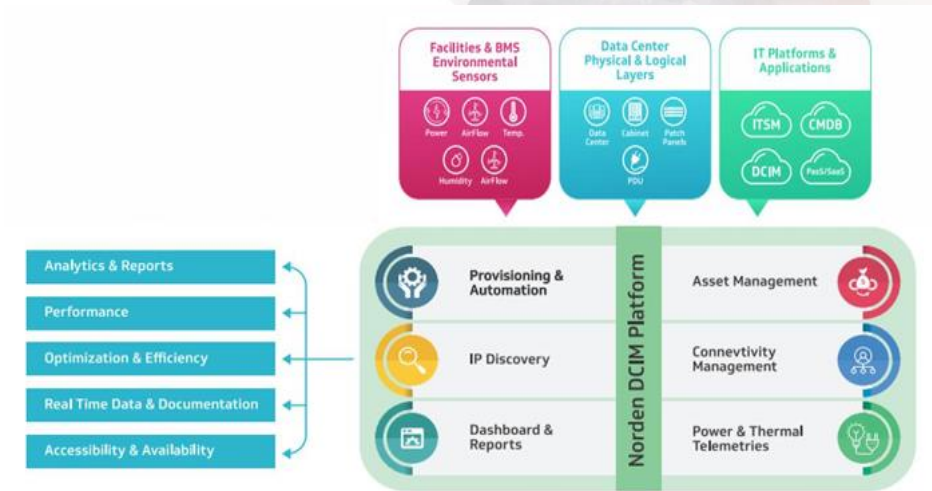 Facilities & BMS
Environmental
Sensors
Power
AirFlow
Temp.
Humidity
AirFlow
Data Center
Physical & Logical
Layers
Data
Center
Cabinet
Patch
Panels
PDU
IT Platforms &
Applications
ITSM
CMDB
DCIM
PaaS/SaaS
Analytics & Reports
Performance
Optimization & Efficiency
Real Time Data & Documentation
Accessibility & Availability
Provisioning &
Automation
IP Discovery
Dashboard &
Reports
Norden DCIM Platform
Asset Management
Connevtivity
Management
Power & Thermal
Telemetries